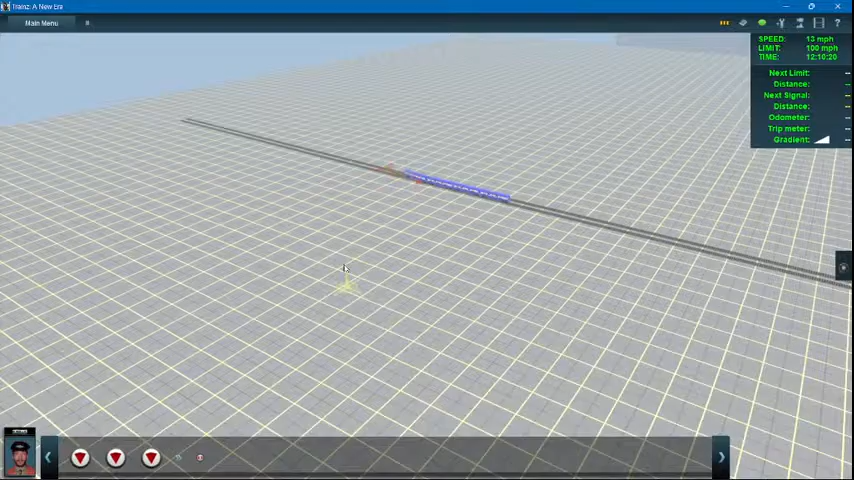 Trainz: A New Era
Main Menu
SPEED: 13 mph
LIMIT: 100 mph
TIME: 12:10:20
Next Limit: --
Distance: --
Next Signal: --
Distance: --
Odometer: --
Trip meter: --
Gradient: --